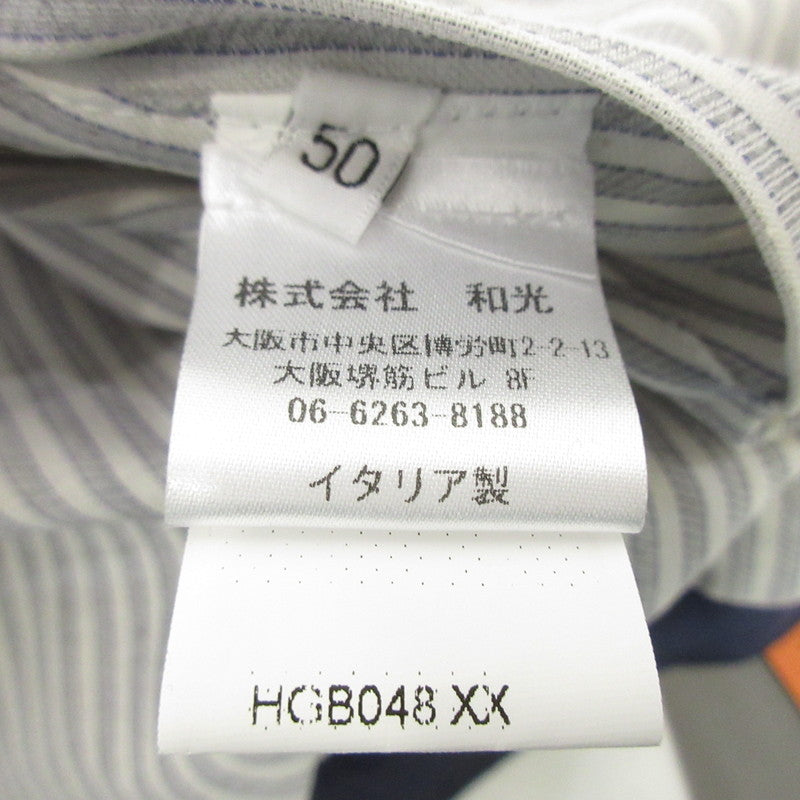 50
株式会社 和光
大阪市中央区博労町2-2-13
大阪堺筋ビル 8F
06-6263-8188
イタリア製
HGB048 XX